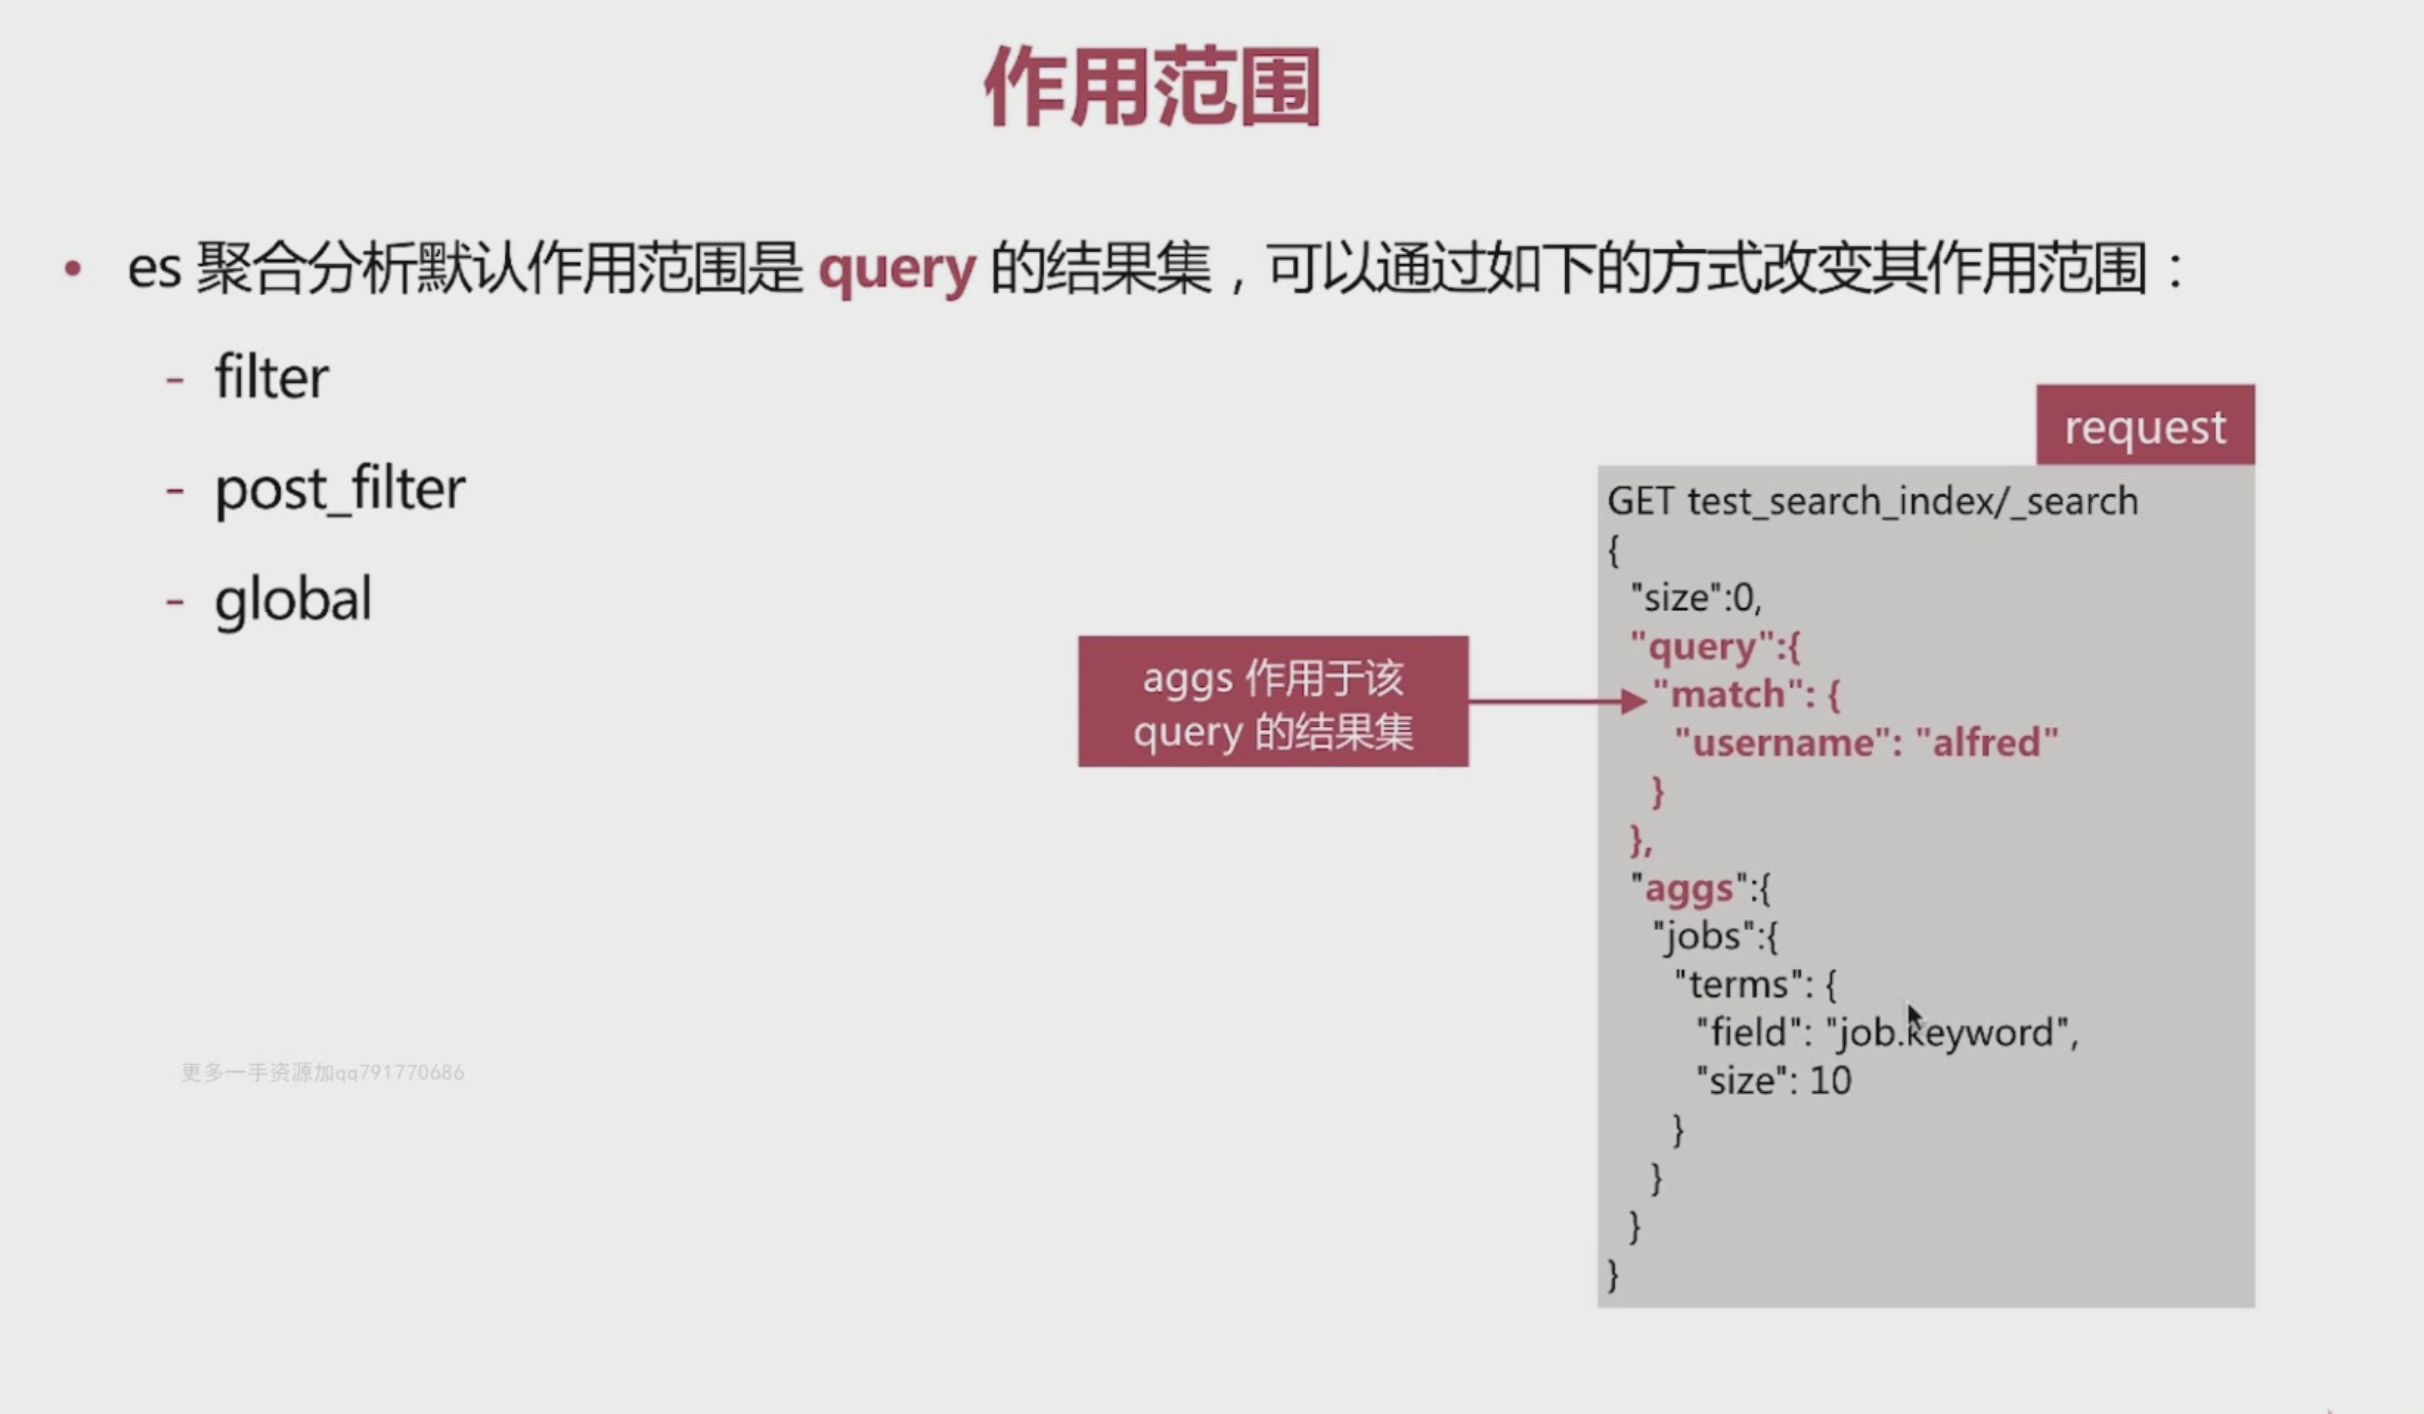 作用范围
• es 聚合分析默认作用范围是 query 的结果集，可以通过如下的方式改变其作用范围：
- filter
- post_filter
- global
request
GET test_search_index/_search
{
"size":0,
"query":{
"match": {
"username": "alfred"
}
},
"aggs":{
"jobs":{
"terms": {
"field": "job.keyword",
"size": 10
}
}
}
}
aggs 作用于该
query 的结果集
更多一手资源加qq791770686